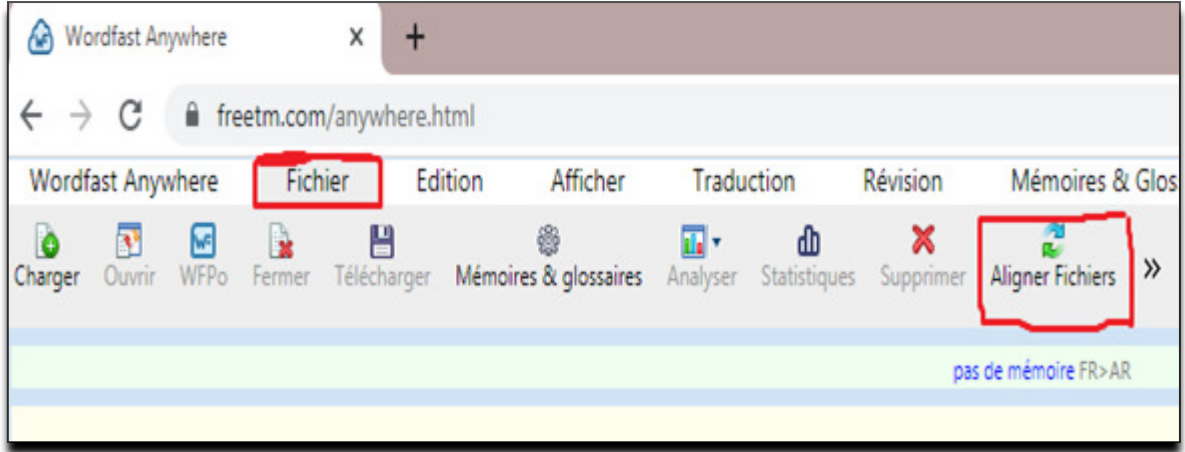 Wordfast Anywhere
freetm.com/anywhere.html
Wordfast Anywhere Fichier Edition Afficher Traduction Révision Mémoires & Glos
Charger Ouvrir WFPo Fermer Télécharger Mémoires & glossaires Analyser Statistiques Supprimer Aligner Fichiers »
pas de mémoire FR>AR